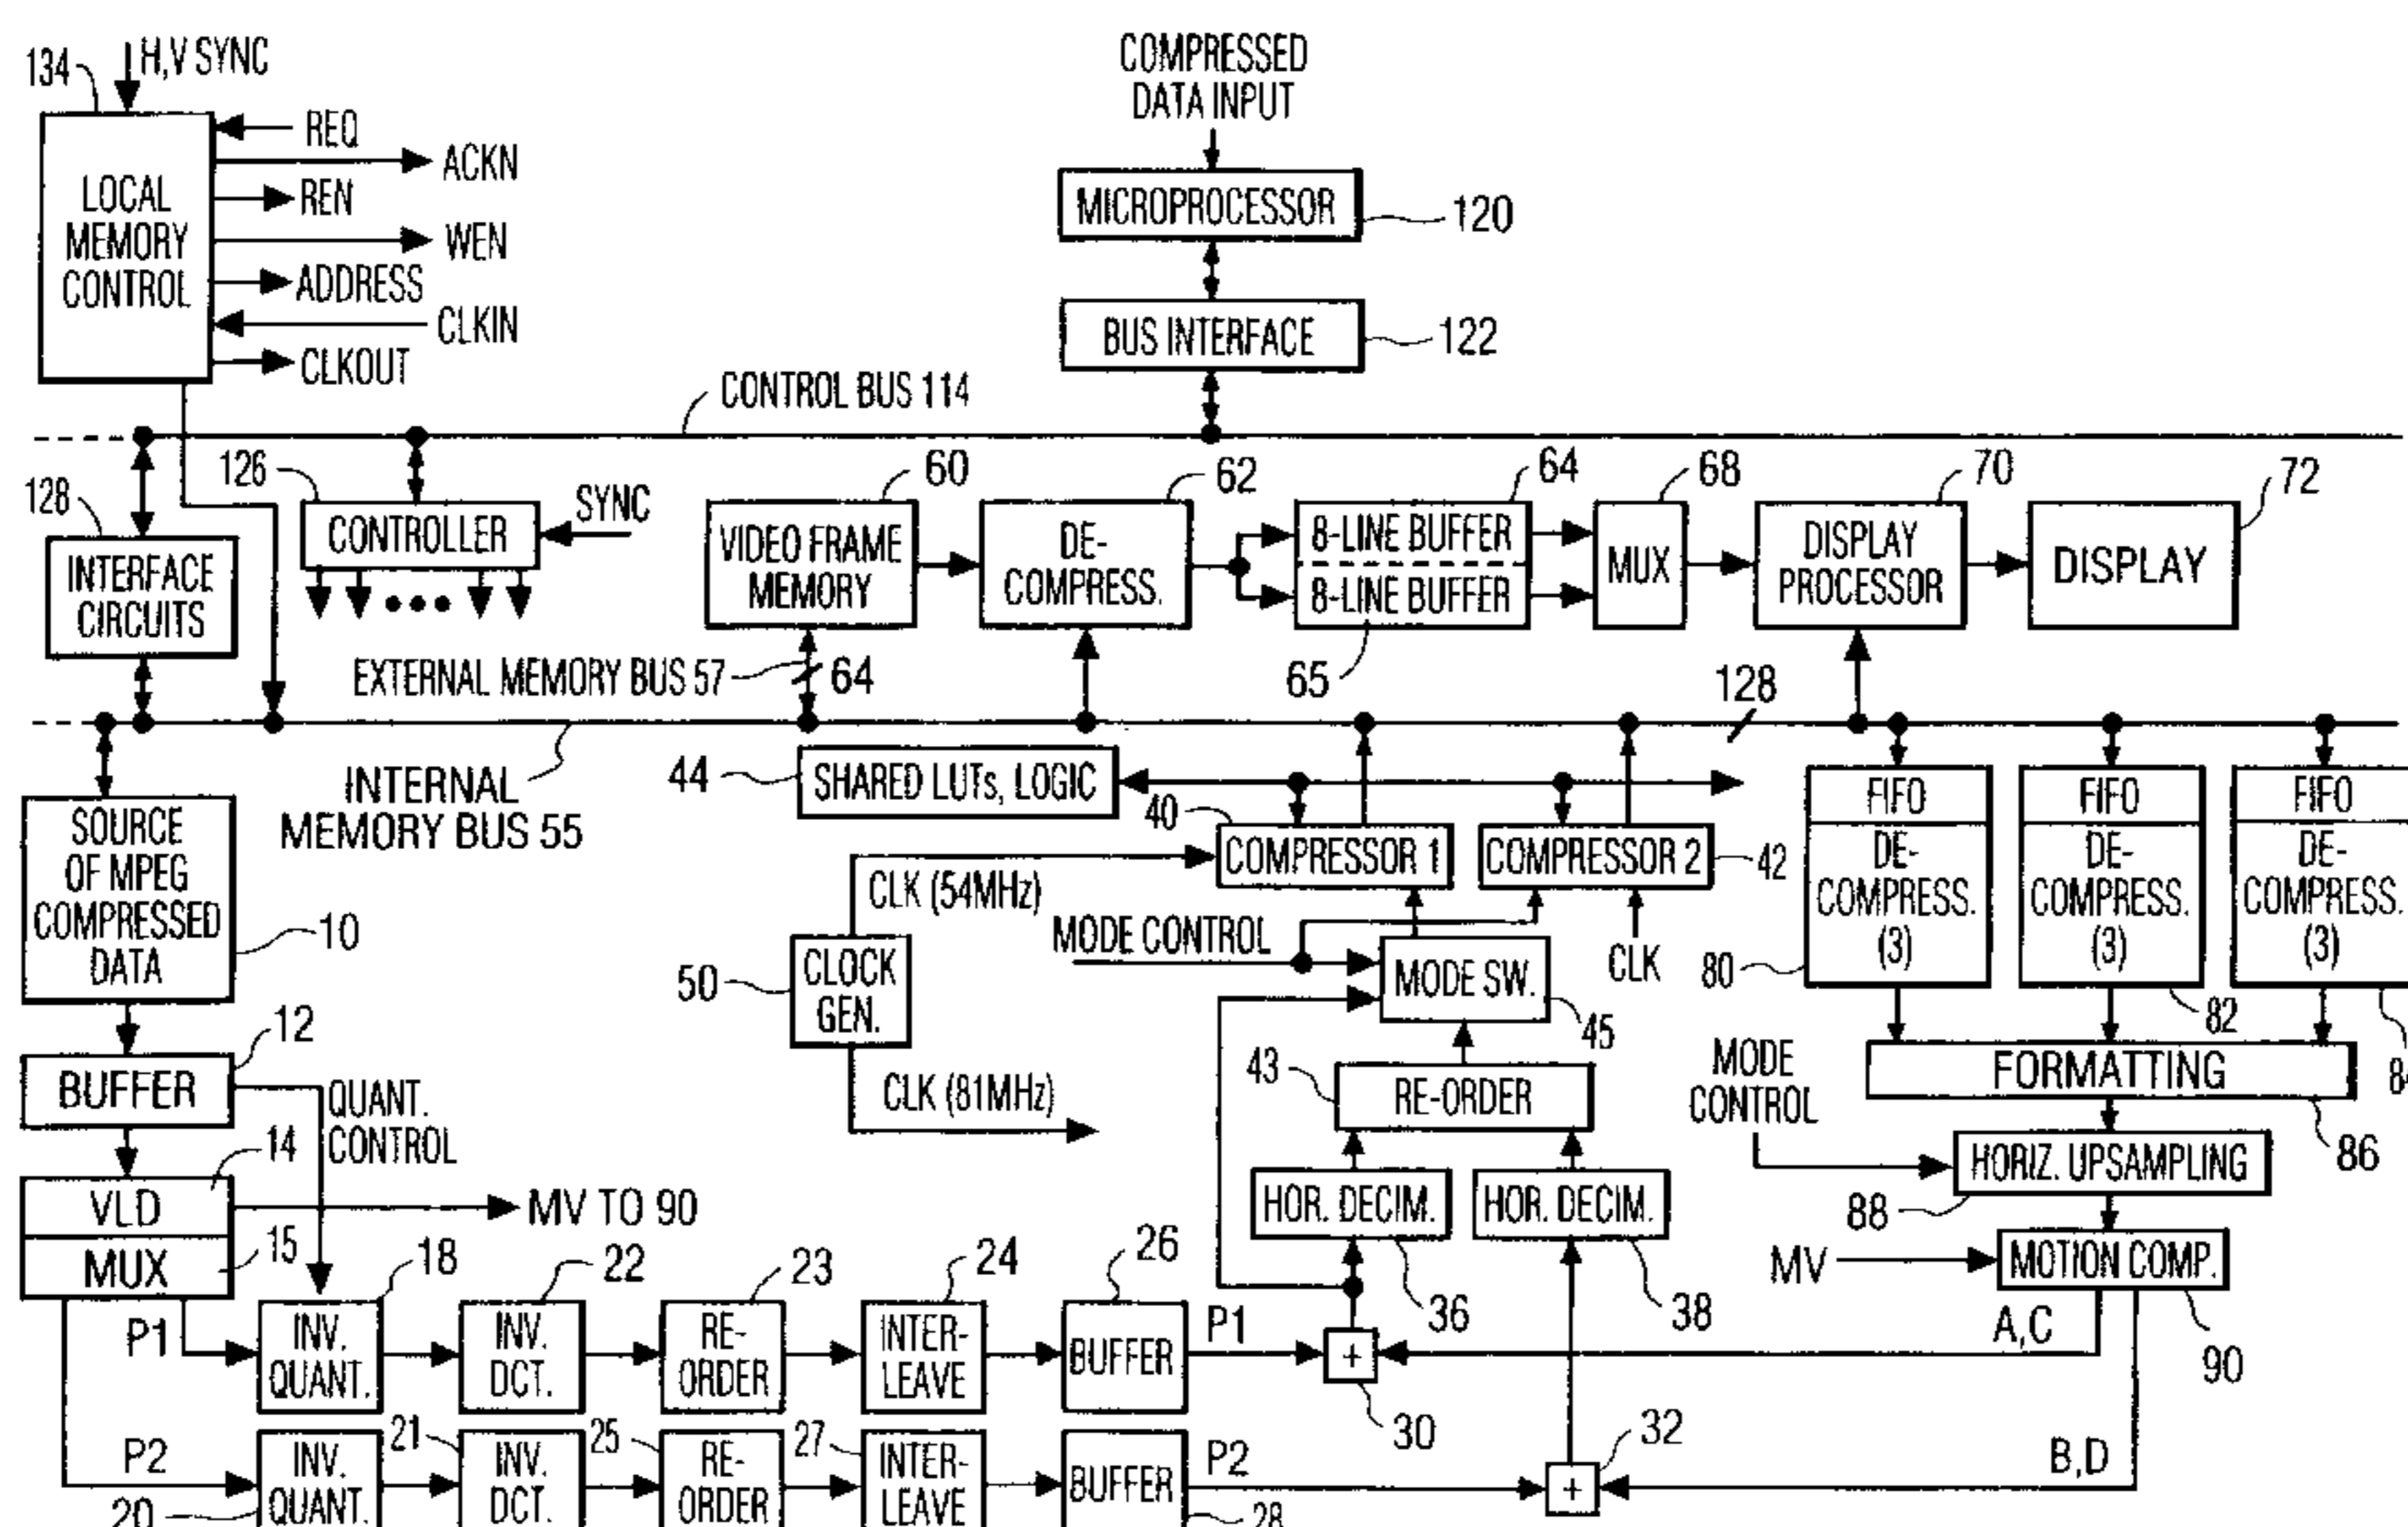 134
H,V SYNC
LOCAL
MEMORY
CONTROL
REQ
ACKN
REN
WEN
ADDRESS
CLKIN
CLKOUT
COMPRESSED
DATA INPUT
MICROPROCESSOR
120
BUS INTERFACE
122
CONTROL BUS 114
128
INTERFACE
CIRCUITS
126
CONTROLLER
SYNC
60
VIDEO FRAME
MEMORY
62
DE-
COMPRESS.
64
8-LINE BUFFER
8-LINE BUFFER
65
68
MUX
70
DISPLAY
PROCESSOR
72
DISPLAY
EXTERNAL MEMORY BUS 57
64
128
INTERNAL
MEMORY BUS 55
44
SHARED LUTs, LOGIC
40
COMPRESSOR 1
COMPRESSOR 2
42
CLK (54MHz)
MODE CONTROL
CLK
50
CLOCK
GEN.
CLK (81MHz)
MODE SW.
45
43
RE-ORDER
HOR. DECIM.
36
HOR. DECIM.
38
FIFO
DE-
COMPRESS.
(3)
80
FIFO
DE-
COMPRESS.
(3)
82
FIFO
DE-
COMPRESS.
(3)
MODE
CONTROL
FORMATTING
86
HORIZ. UPSAMPLING
88
MV
MOTION COMP.
90
A,C
B,D
SOURCE
OF MPEG
COMPRESSED
DATA
10
BUFFER
12
QUANT.
CONTROL
VLD
14
MV TO 90
MUX
15
P1
INV.
QUANT.
18
INV.
DCT.
22
RE-
ORDER
23
INTER-
LEAVE
24
BUFFER
26
P1
+
30
P2
INV.
QUANT.
20
21
INV.
DCT.
25
RE-
ORDER
27
INTER-
LEAVE
BUFFER
28
P2
+
32